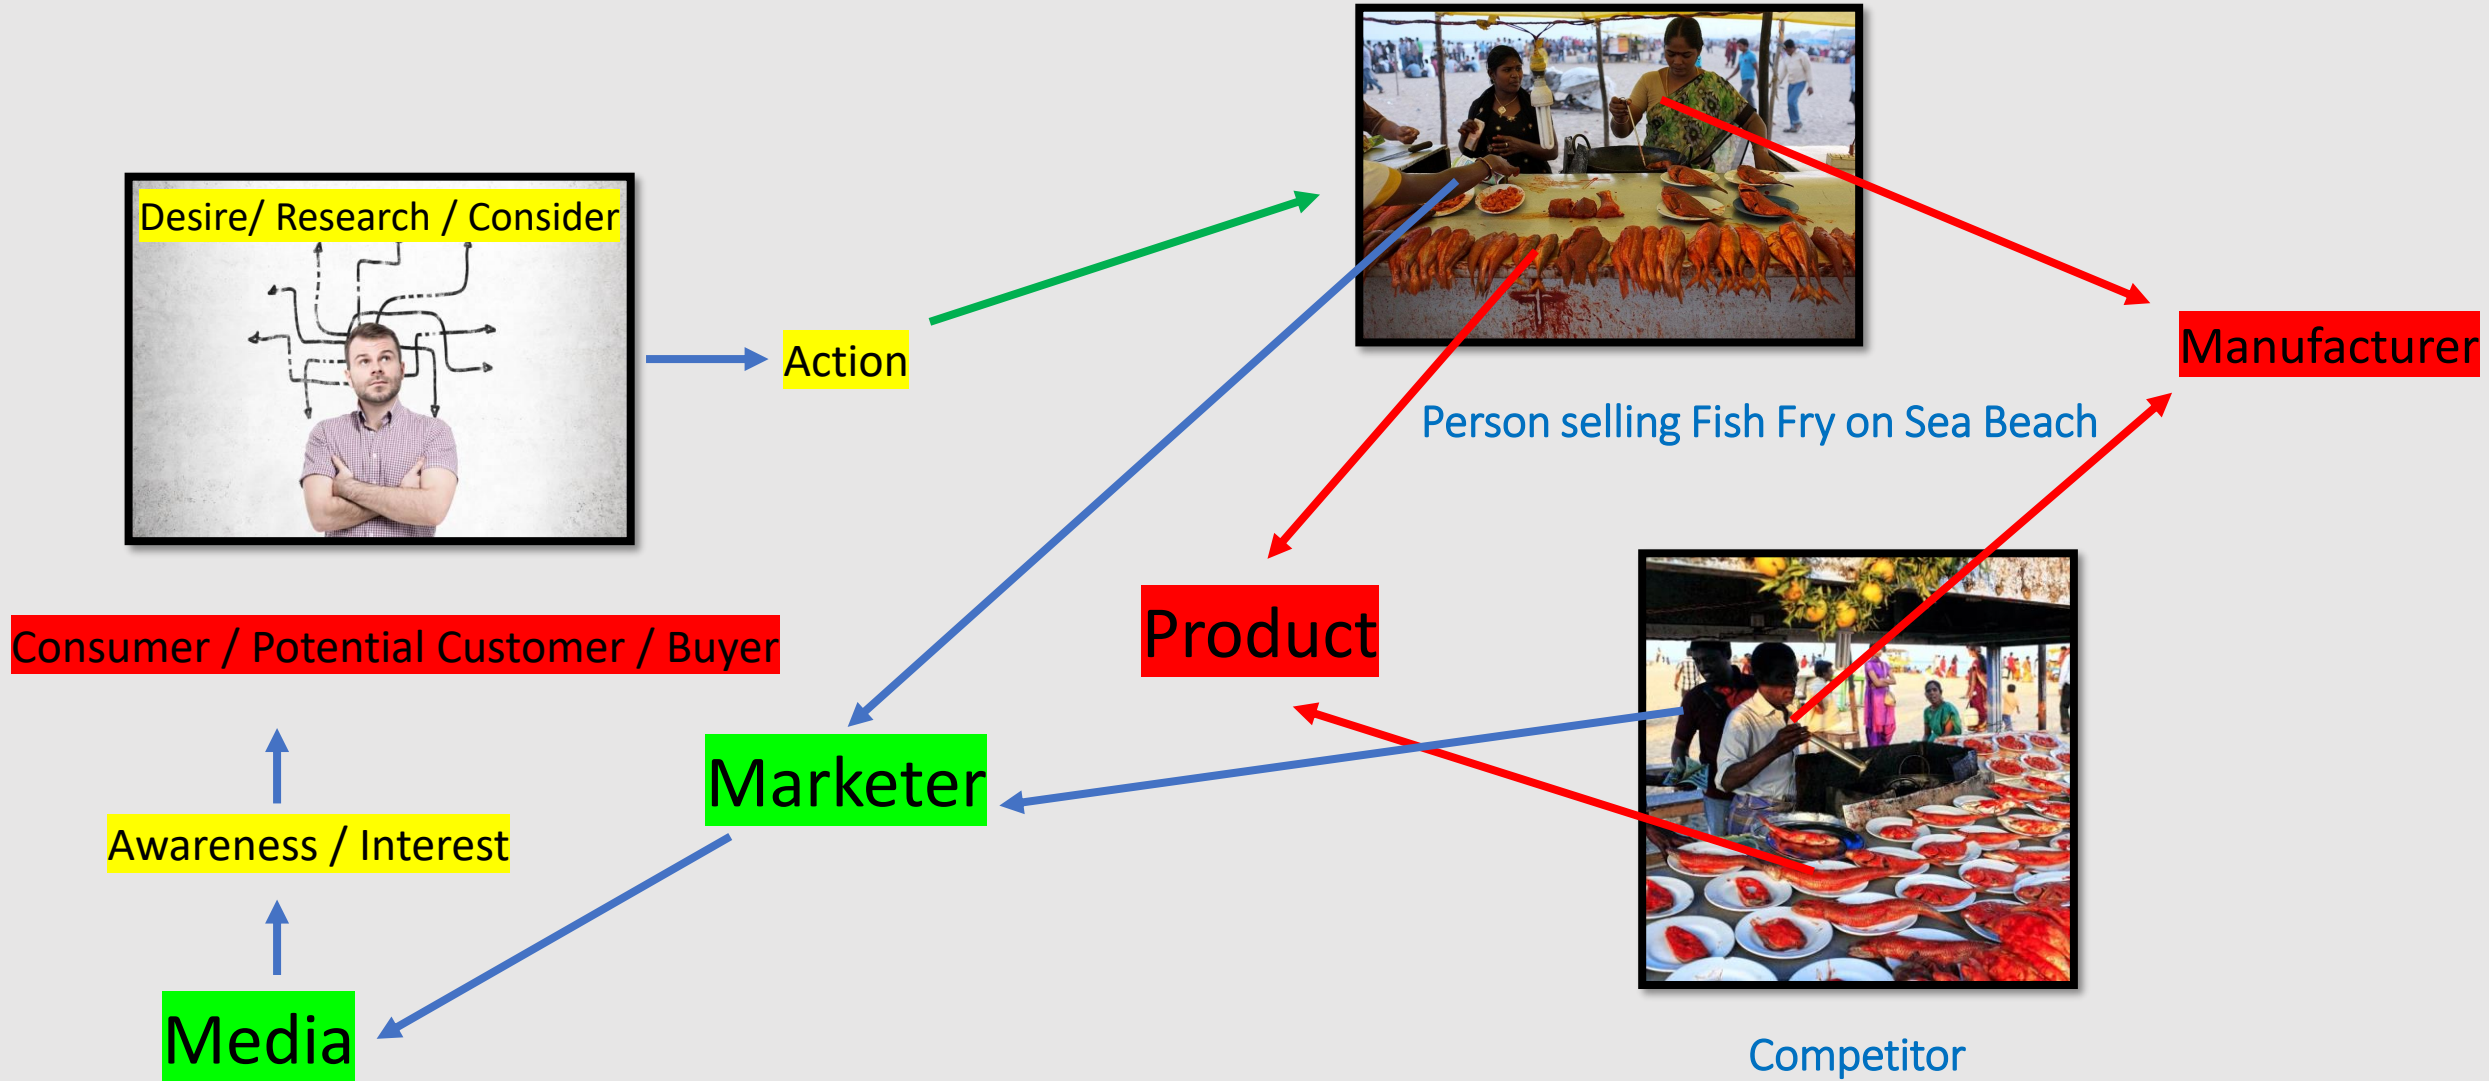 Desire/ Research / Consider
Action
Manufacturer
Person selling Fish Fry on Sea Beach
Product
Consumer / Potential Customer / Buyer
Marketer
Awareness / Interest
Media
Competitor